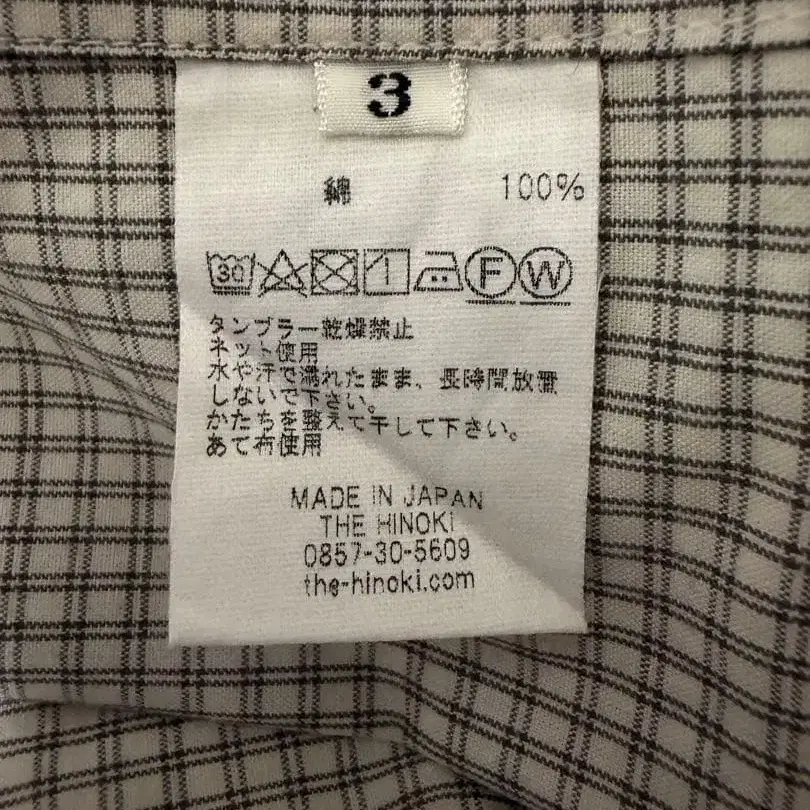 3
綿 100%
30 1 F W
タンブラー乾燥禁止
ネット使用
水や汗で濡れたまま、長時間放置
しないで下さい。
かたちを整えて干して下さい。
あて布使用
MADE IN JAPAN
THE HINOKI
0857-30-5609
the-hinoki.com